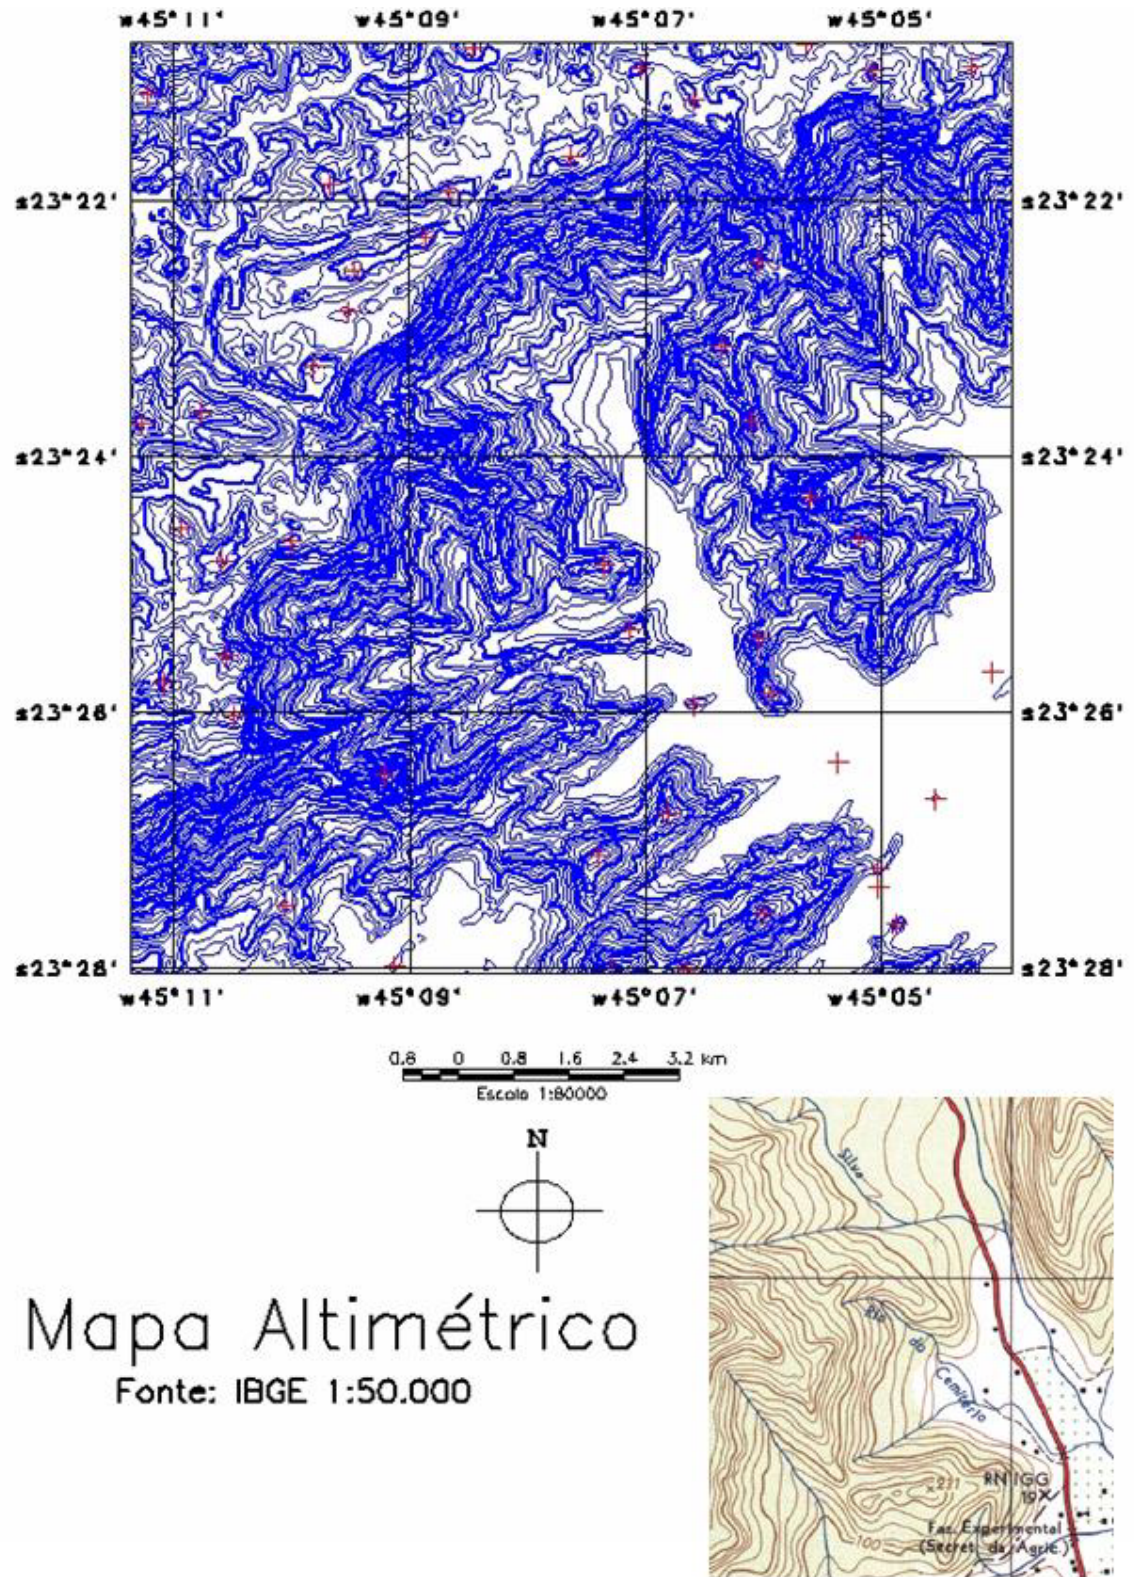 w45°11' w45°09' w45°07' w45°05'
s23°22' s23°22'
s23°24' s23°24'
s23°26' s23°26'
s23°28' s23°28'
w45°11' w45°09' w45°07' w45°05'
0.8 0 0.8 1.6 2.4 3.2 km
Escala 1:80000
N
Mapa Altimétrico
Fonte: IBGE 1:50.000
Silva
Rio do
Cemitério
x211
RN IGG
19X
100
Faz. Experimental
(Secret. da Agric.)